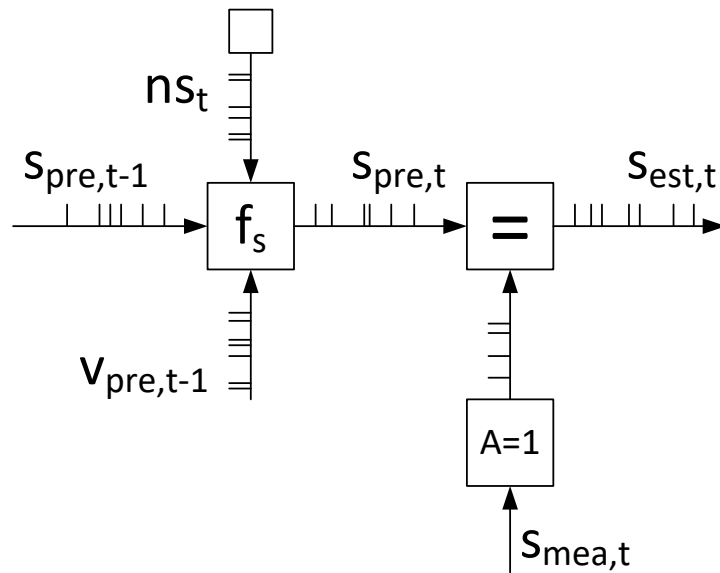 ns_t
s_pre,t-1
s_pre,t
s_est,t
f_s
=
v_pre,t-1
A=1
s_mea,t